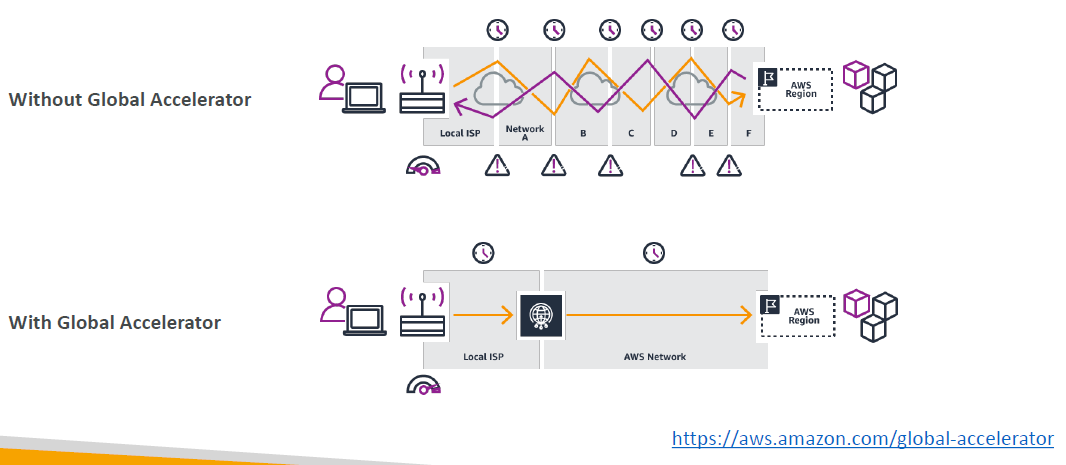 Without Global Accelerator
Local ISP
Network
A
B
C
D
E
F
AWS
Region
With Global Accelerator
Local ISP
AWS Network
AWS
Region
https://aws.amazon.com/global-accelerator